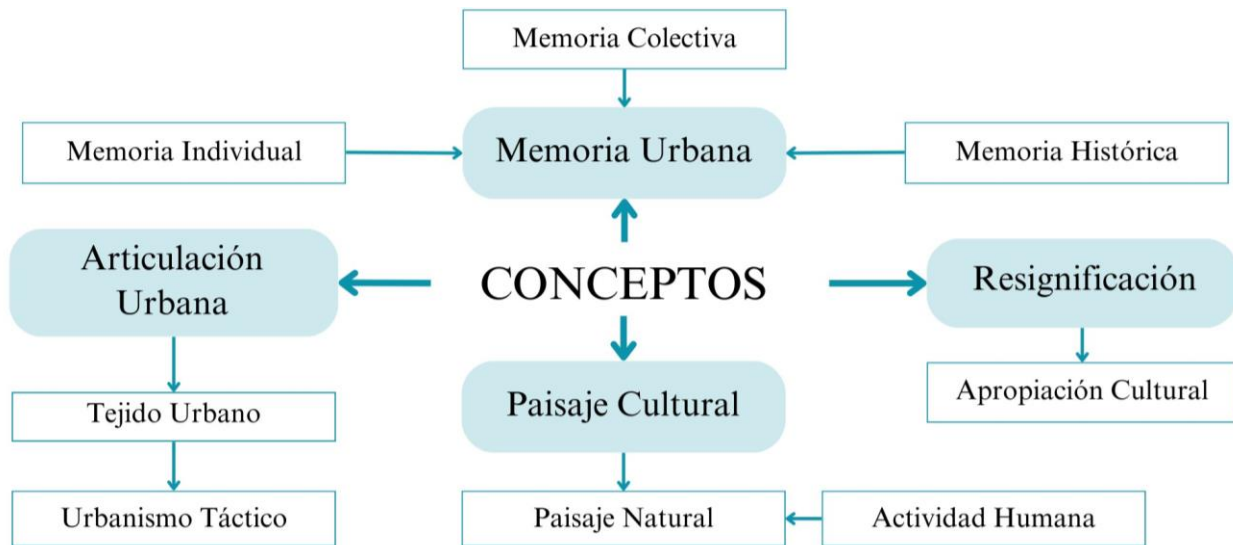 Memoria Colectiva
Memoria Individual
Memoria Urbana
Memoria Histórica
Articulación
Urbana
CONCEPTOS
Resignificación
Paisaje Cultural
Apropiación Cultural
Tejido Urbano
Urbanismo Táctico
Paisaje Natural
Actividad Humana